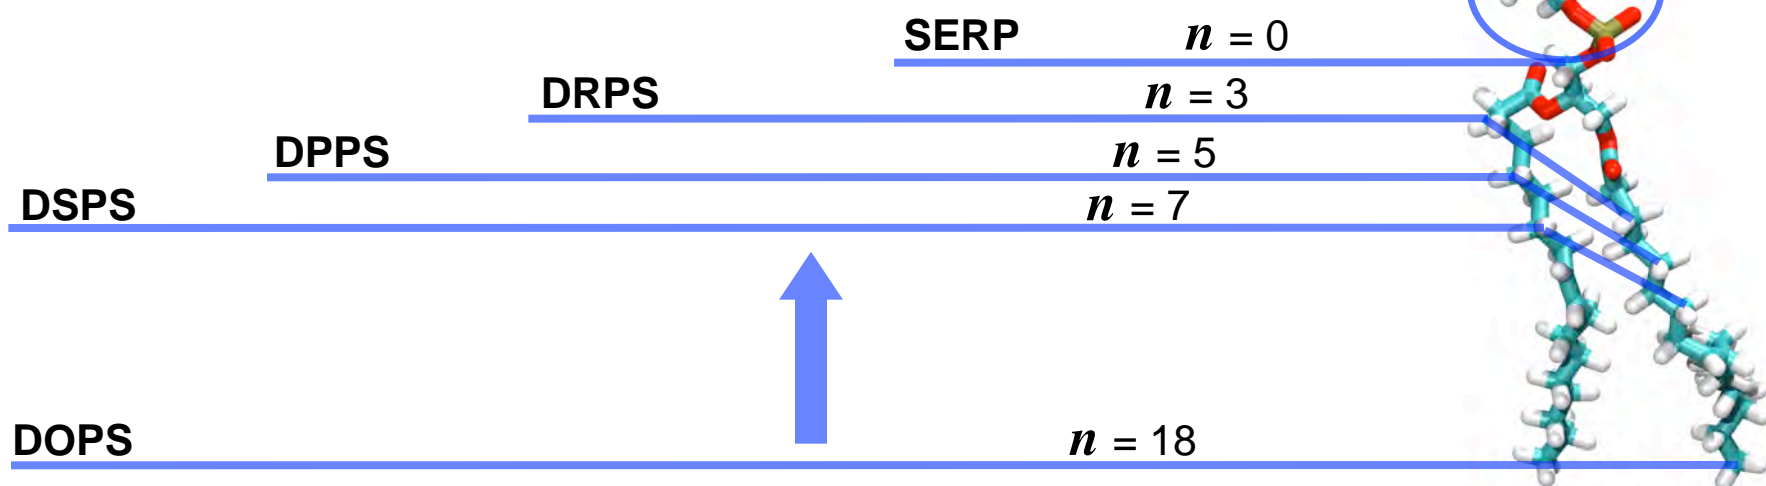 SERP n = 0
DRPS n = 3
DPPS n = 5
DSPS n = 7
DOPS n = 18